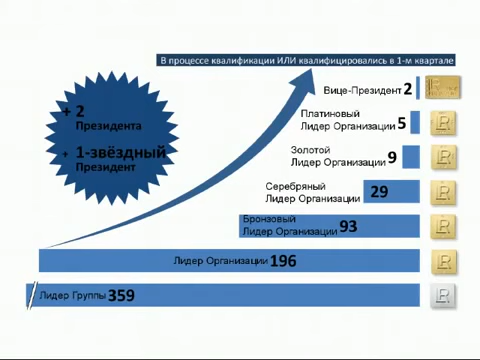 В процессе квалификации ИЛИ квалифицировались в 1-м квартале
+ 2
Президента
+ 1-звёздный
Президент
Вице-Президент 2
Платиновый
Лидер Организации 5
Золотой
Лидер Организации 9
Серебряный
Лидер Организации 29
Бронзовый
Лидер Организации 93
Лидер Организации 196
Лидер Группы 359
R
R
R
R
R
R
R